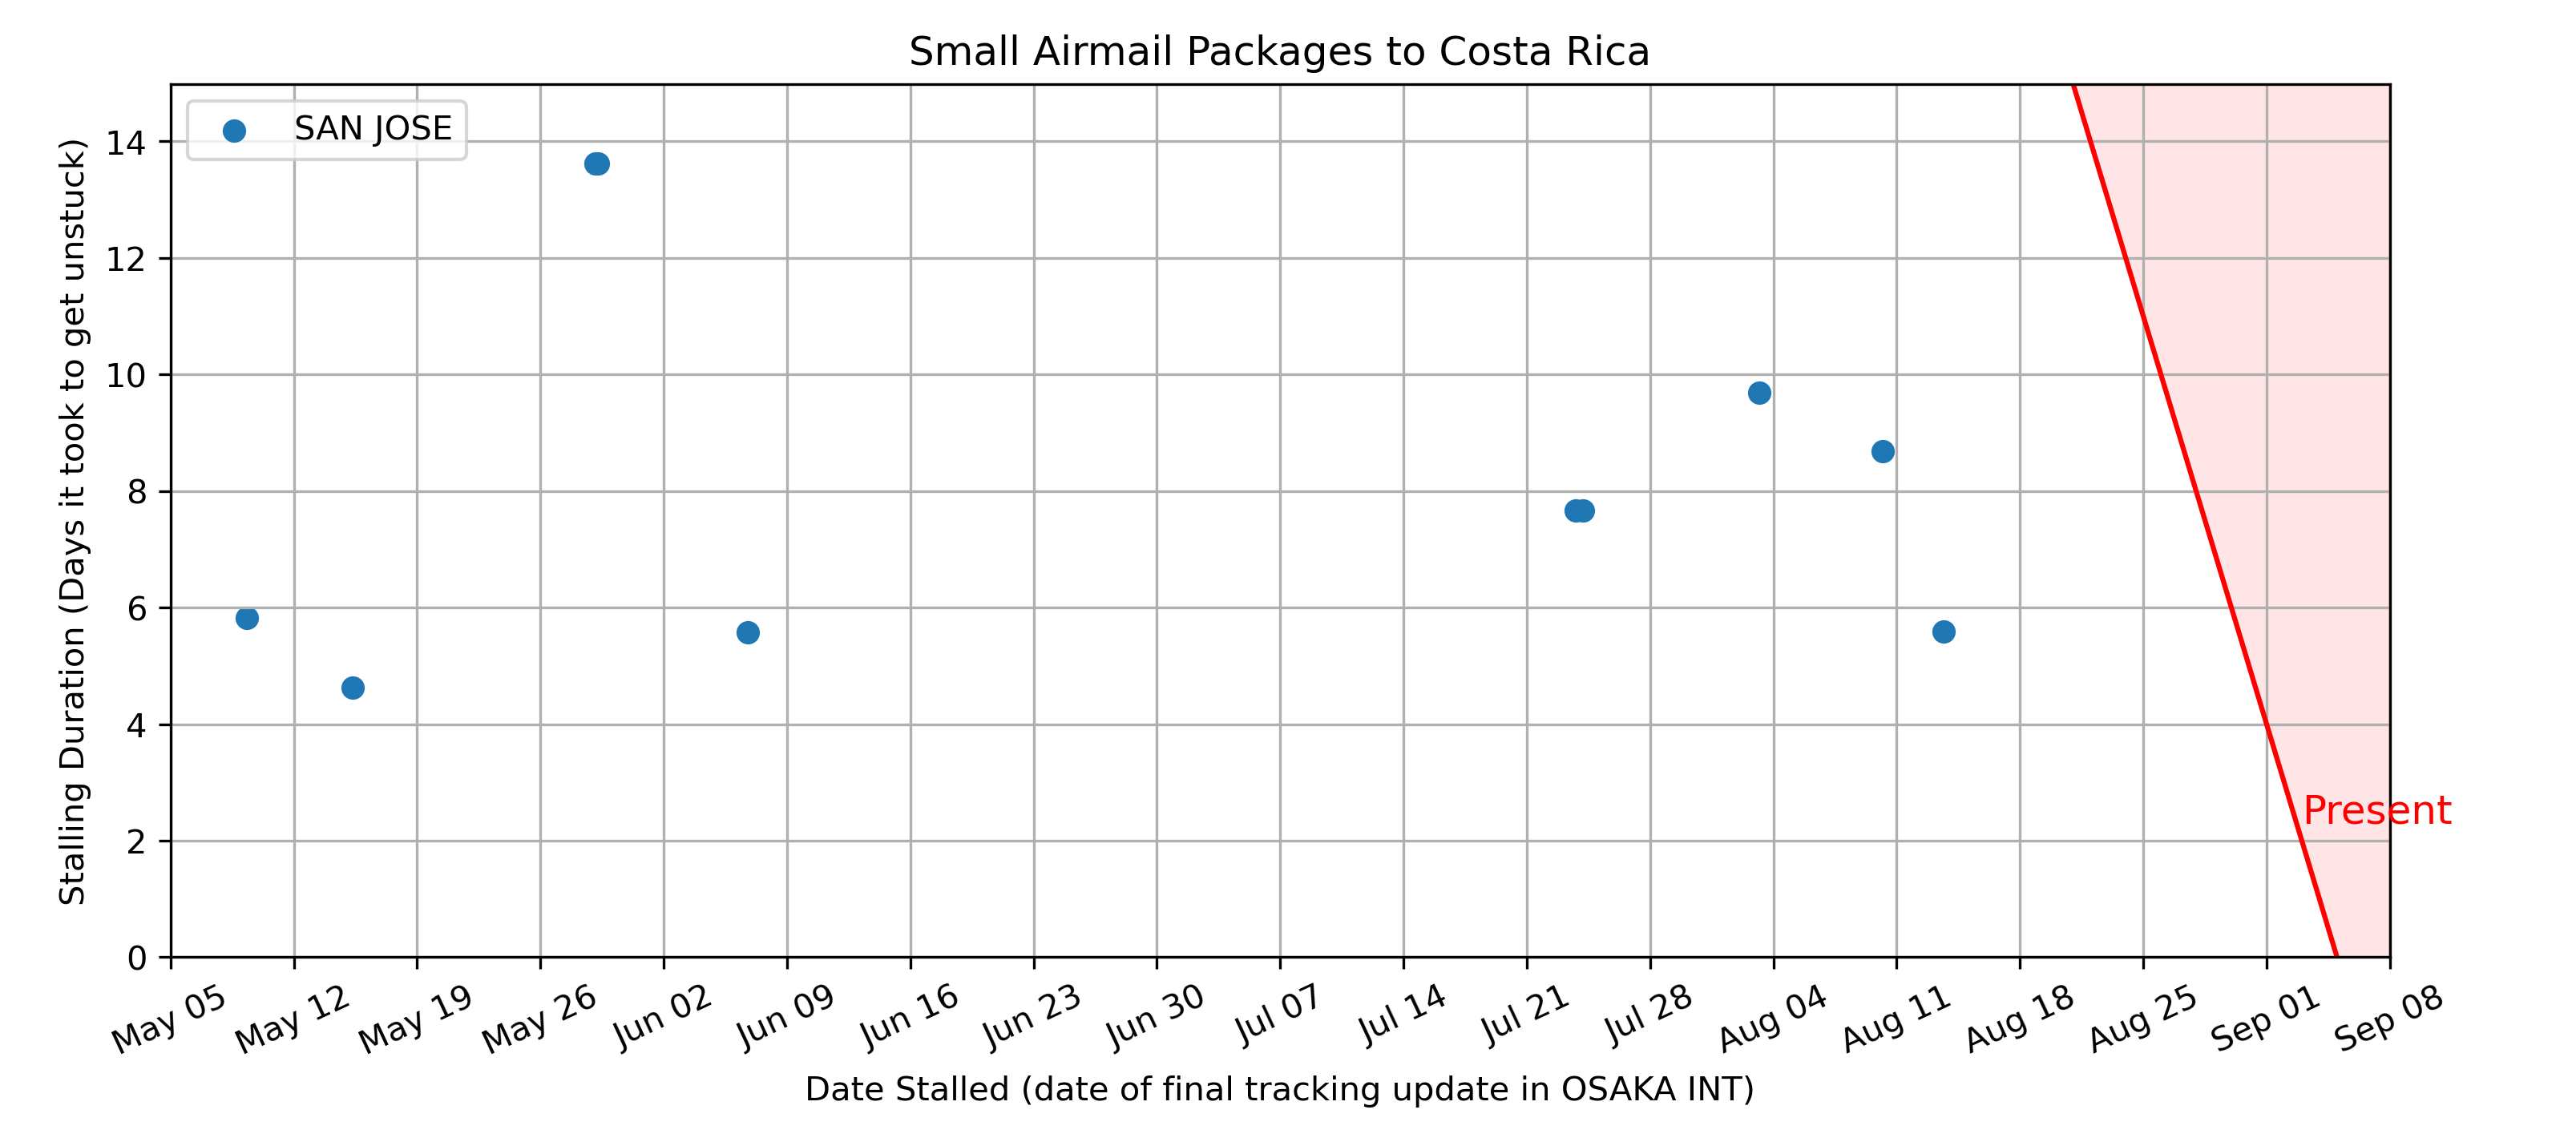 Small Airmail Packages to Costa Rica
SAN JOSE
Stalling Duration (Days it took to get unstuck)
14
12
10
8
6
4
2
0
Present
May 05
May 12
May 19
May 26
Jun 02
Jun 09
Jun 16
Jun 23
Jun 30
Jul 07
Jul 14
Jul 21
Jul 28
Aug 04
Aug 11
Aug 18
Aug 25
Sep 01
Sep 08
Date Stalled (date of final tracking update in OSAKA INT)